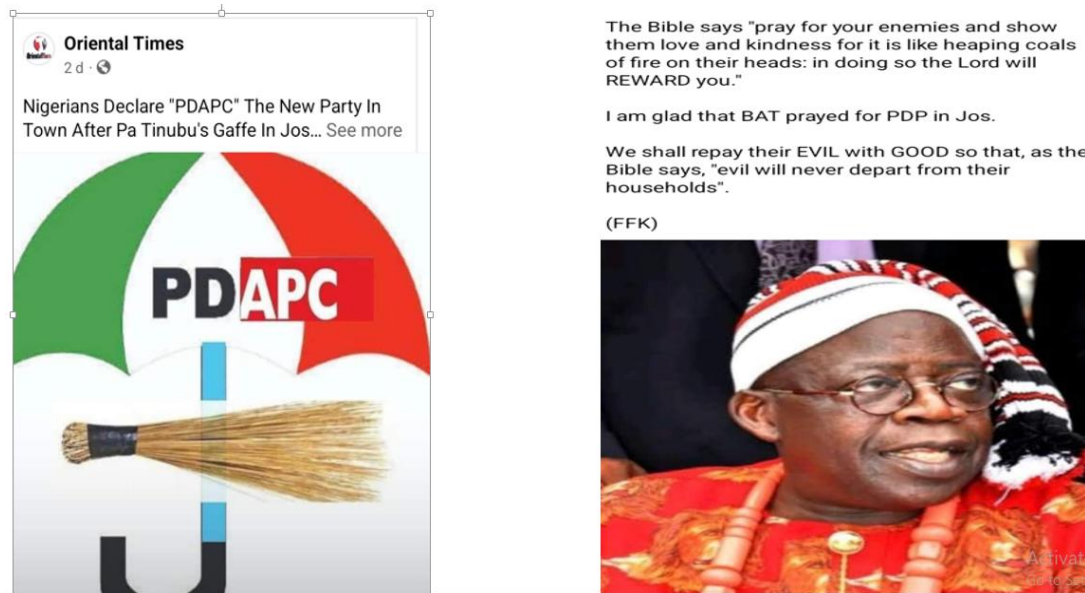 Oriental Times
2 d
Nigerians Declare "PDAPC" The New Party In
Town After Pa Tinubu's Gaffe In Jos... See more
PDAPC
The Bible says "pray for your enemies and show
them love and kindness for it is like heaping coals
of fire on their heads: in doing so the Lord will
REWARD you."
I am glad that BAT prayed for PDP in Jos.
We shall repay their EVIL with GOOD so that, as the
Bible says, "evil will never depart from their
households".
(FFK)
Activat
Go to Se